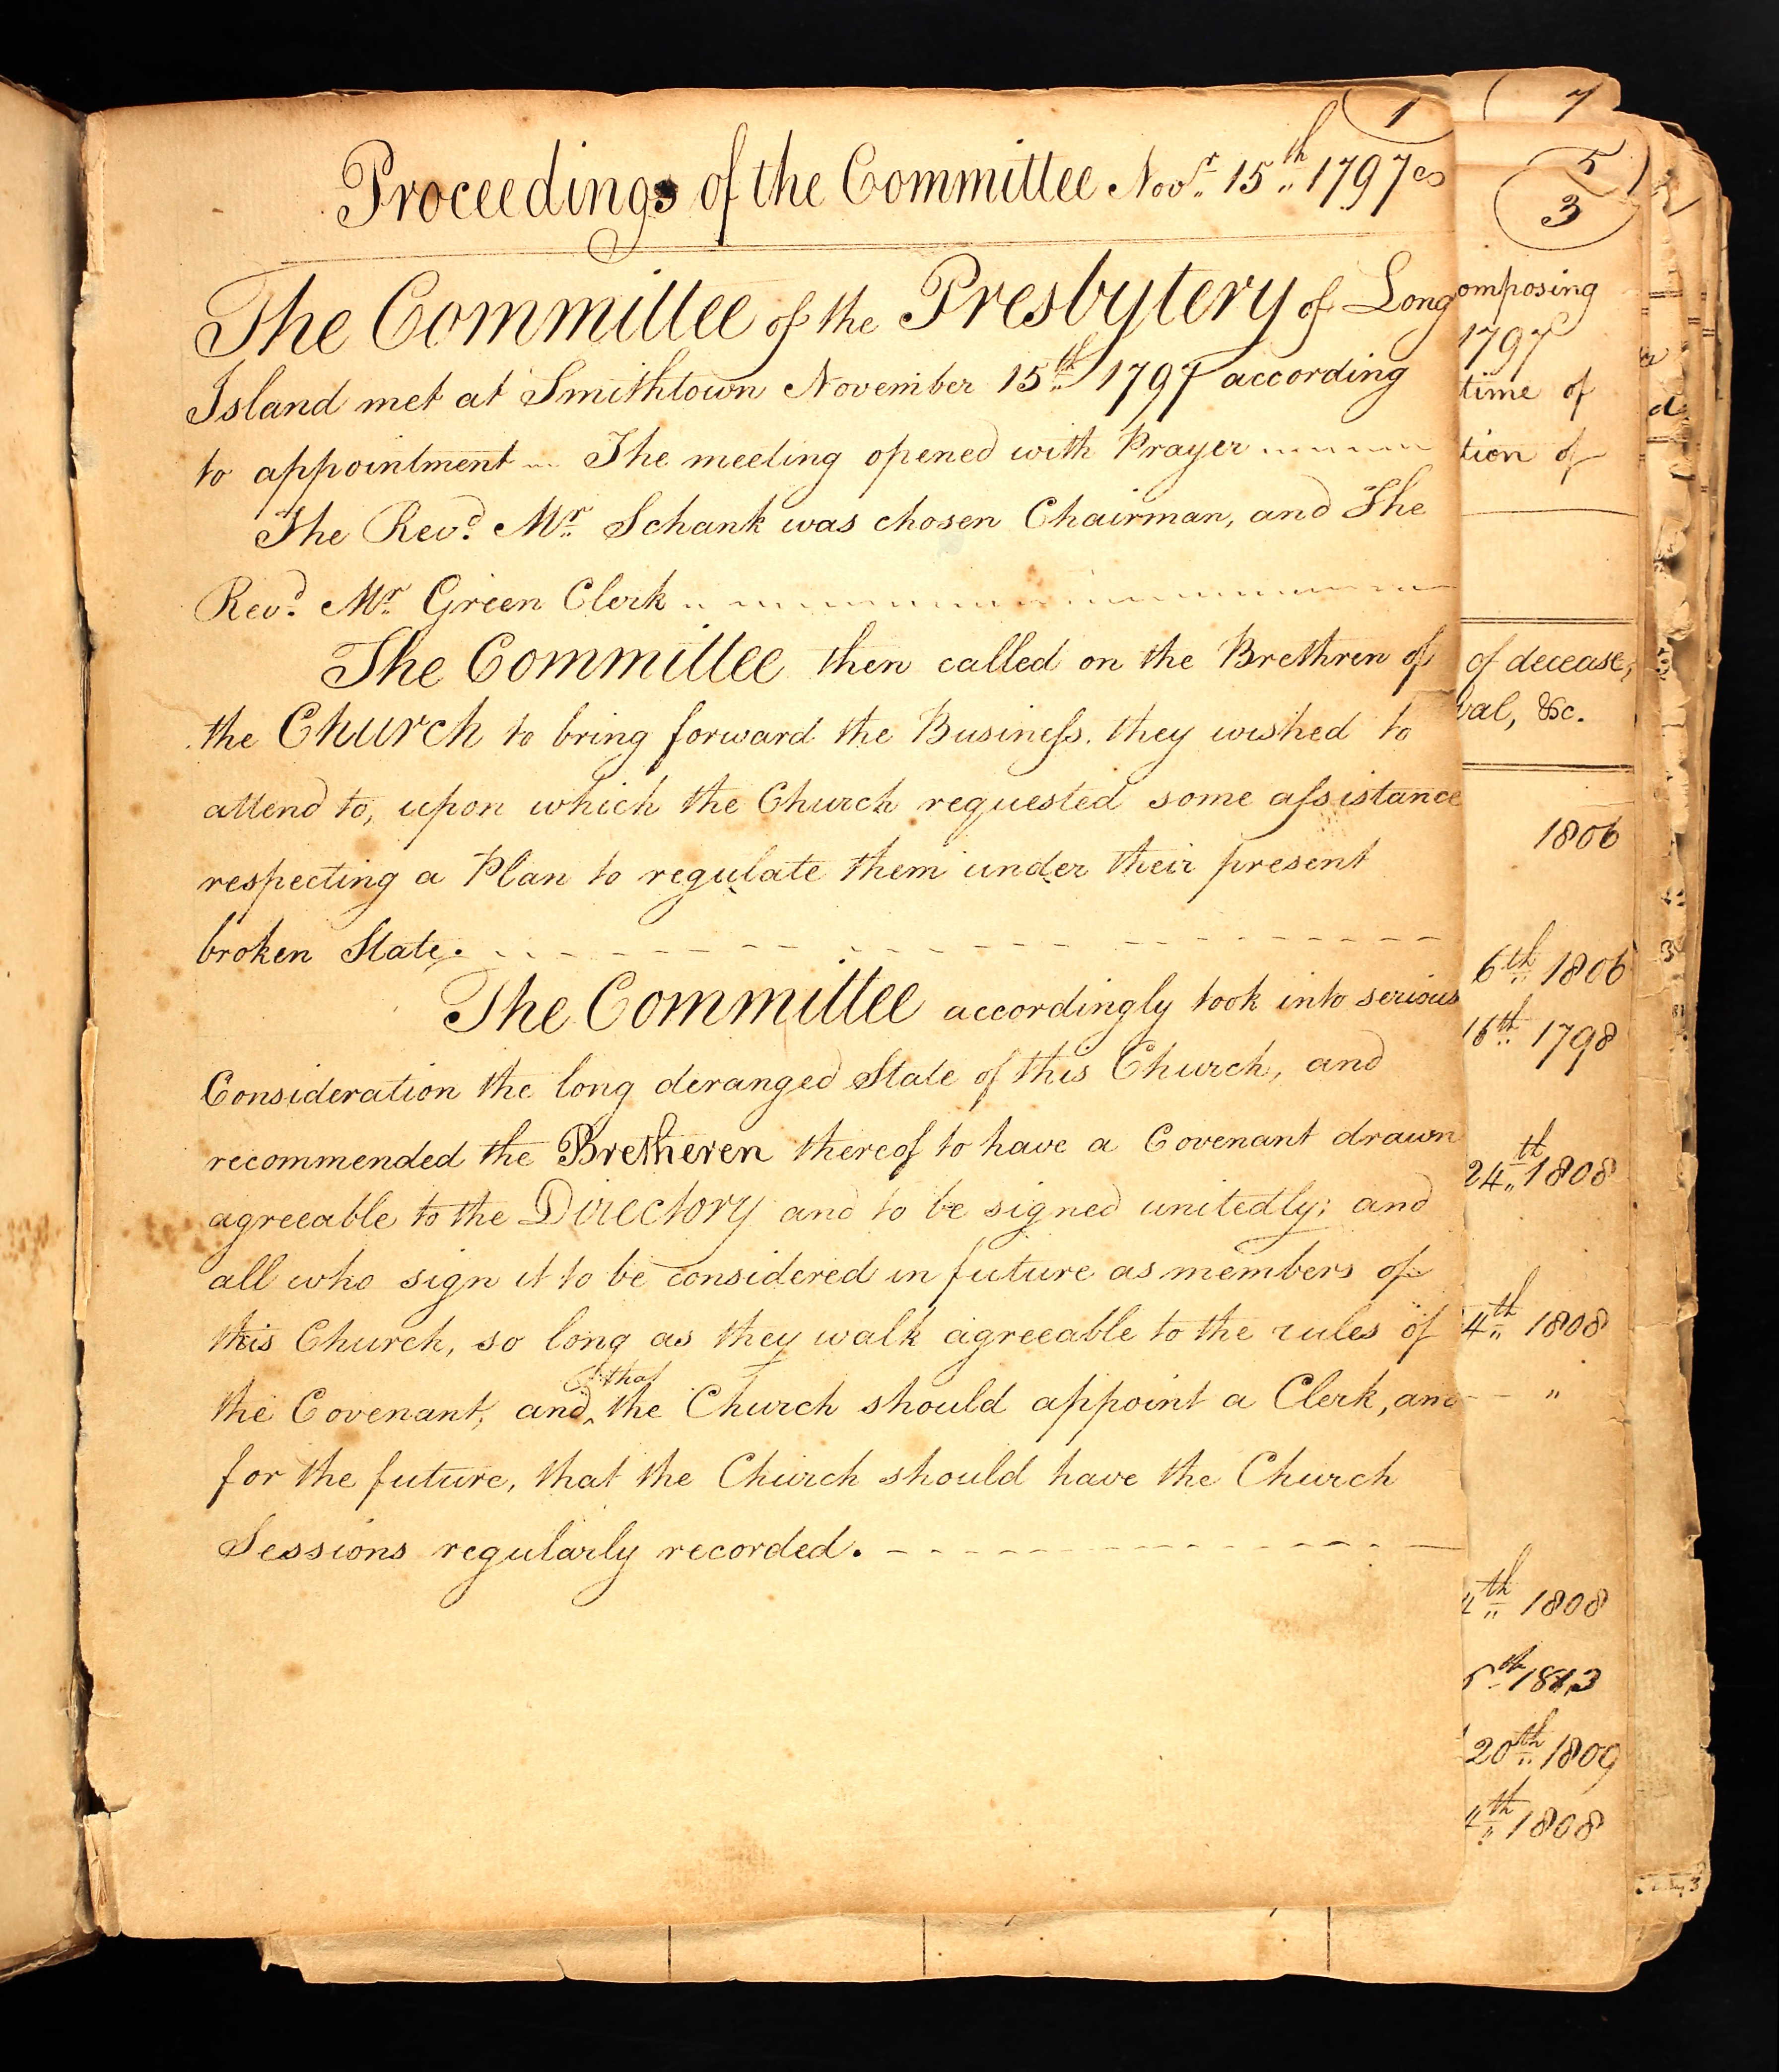 1
Proceedings of the Committee Novr. 15th 1797
The Committee of the Presbytery of Long
Island met at Smithtown November 15th 1797 according
to appointment The meeting opened with Prayer
The Revd. Mr. Schank was chosen Chairman, and The
Revd. Mr. Green Clerk
The Committee then called on the Brethren of
the Church to bring forward the Busineſs. they wished to
attend to, upon which the Church requested some aſsistance
respecting a Plan to regulate them under their present
broken State.
The Committee accordingly took into serious
Consideration the long deranged State of this Church, and
recommended the Bretheren thereof to have a Covenant drawn
agreeable to the Directory and to be signed unitedly; and
all who sign it to be considered in future as members of
this Church, so long as they walk agreeable to the rules of
the Covenant, and that the Church should appoint a Clerk, and
for the future, that the Church should have the Church
Sessions regularly recorded.
7
5
3
omposing
1797
time of
tion of
of decease,
val, &c.
1806
6th 1806
16th 1798
24th 1808
4th 1808
"
4th 1808
1813
20th 1809
4th 1808